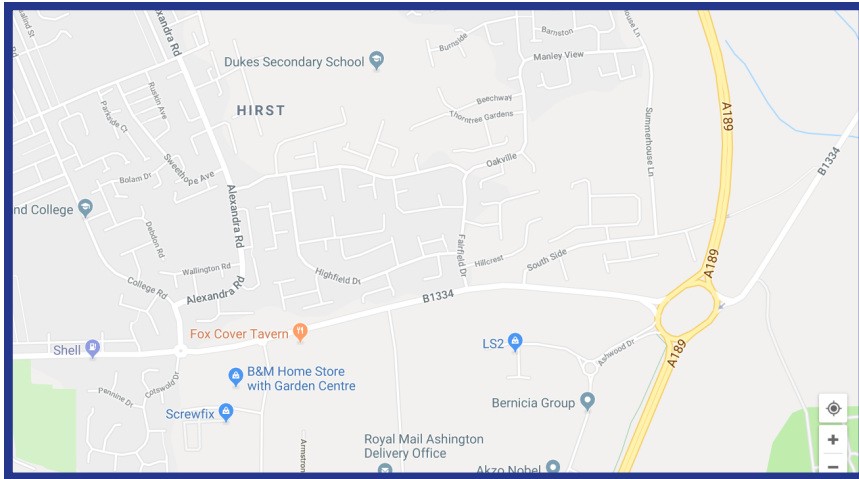 Alexandra Rd
Barnston
Burnside
Manley View
Dukes Secondary School
Ruskin Ave
Parkside Ct
HIRST
Beechway
Thorntree Gardens
A189
Summerhouse Ln
B1334
Oakville
Sweethope Ave
Bolam Dr
nd College
Alexandra Rd
Debdon Rd
Fairfield Dr
Hillcrest
South Side
A189
Wallington Rd
Highfield Dr
College Rd
Alexandra Rd
B1334
Fox Cover Tavern
LS2
Ashwood Dr
A189
Shell
B&M Home Store
with Garden Centre
Pennine Dr
Cotswold Dr
Bernicia Group
Screwfix
Royal Mail Ashington
Delivery Office
Armstron
Akzo Nobel